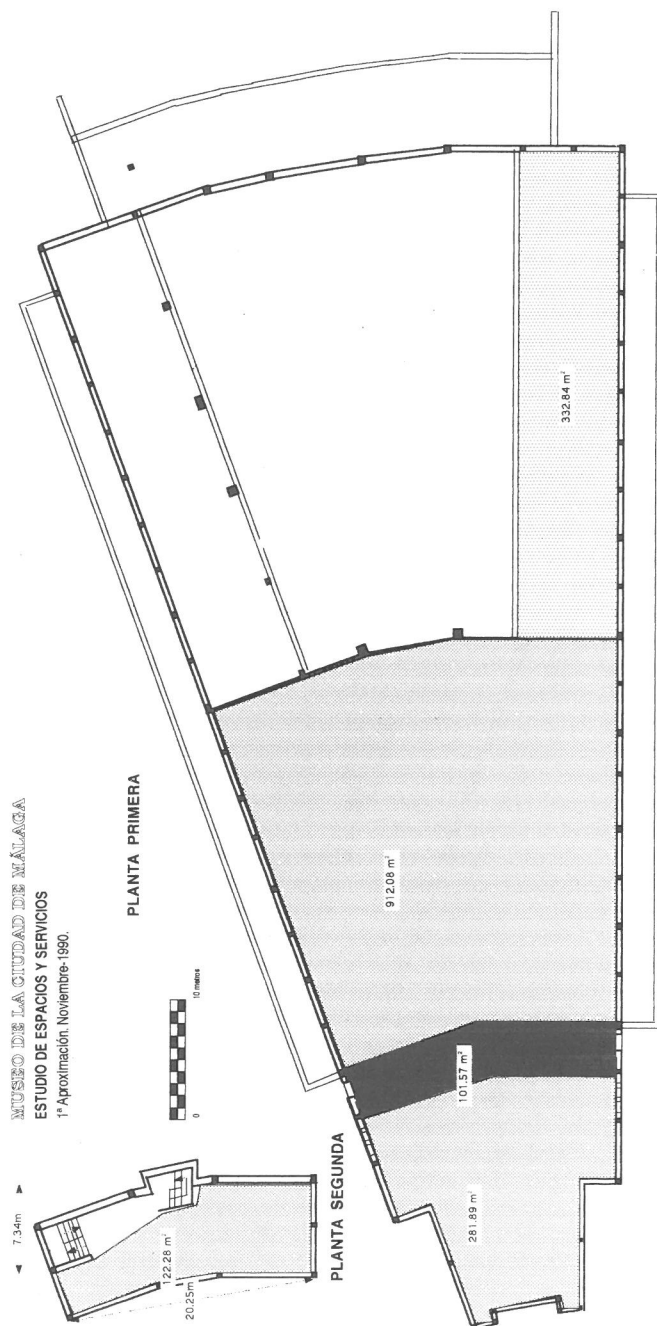 MUSEO DE LA CIUDAD DE MÁLAGA
ESTUDIO DE ESPACIOS Y SERVICIOS
1ª Aproximación. Noviembre-1990.
PLANTA PRIMERA
0 10 metros
7.34m
122.28 m²
20.25m
PLANTA SEGUNDA
281.89 m²
101.57 m²
912.08 m²
332.84 m²